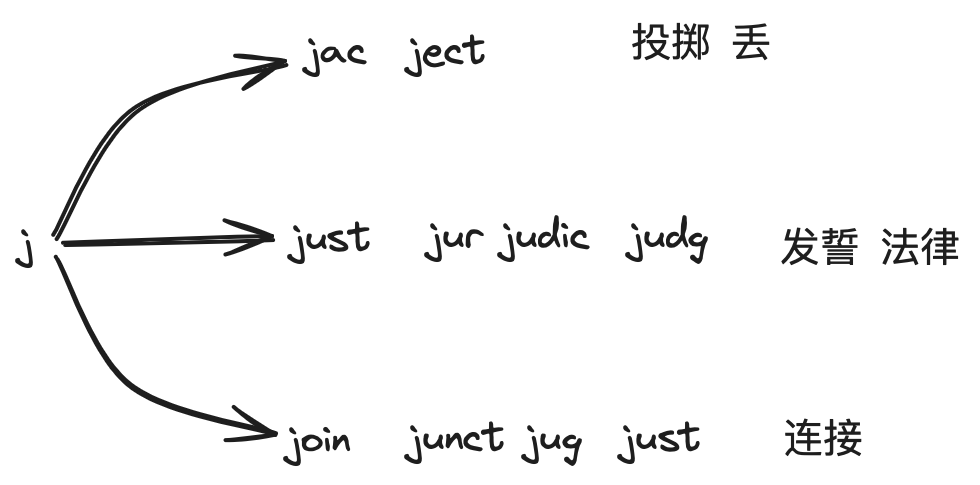 jac ject 投掷 丢
j just jur judic judg 发誓 法律
join junct jug just 连接